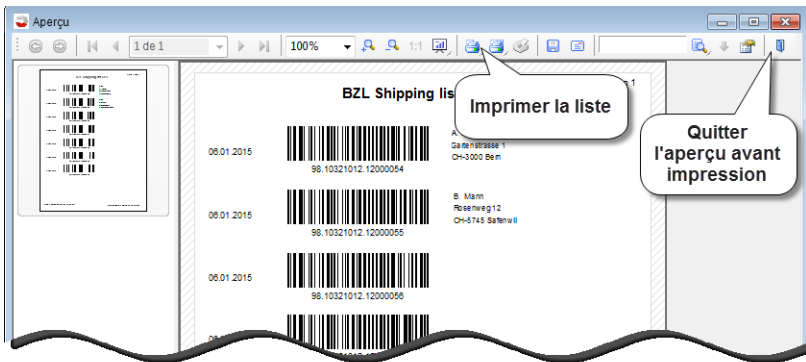 Aperçu
1 de 1
100%
1:1
BZL Shipping lis
1
Imprimer la liste
Quitter
l'aperçu avant
impression
06.01.2015
98.10321012.12000054
A.
Gartenstrasse 1
CH-3000 Bern
06.01.2015
98.10321012.12000055
B. Mann
Rosenweg 12
CH-5745 Safenwil
06.01.2015
98.10321012.12000056